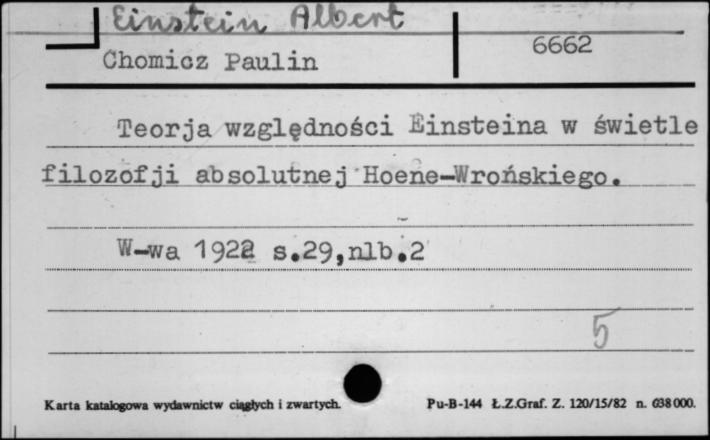 Einstein Albert
Chomicz Paulin
6662
Teorja względności Einsteina w świetle
filozofji absolutnej Hoene-Wrońskiego.
W-wa 1922 s.29,nlb.2
5
Karta katalogowa wydawnictw ciągłych i zwartych.
Pu-B-144 Ł.Z.Graf. Z. 120/15/82 n. 638000.